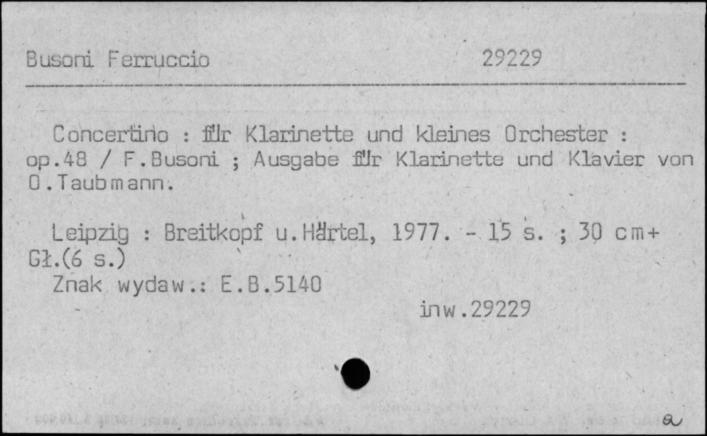 Busoni Ferruccio 29229
Concertino : für Klarinette und kleines Orchester :
op.48 / F.Busoni ; Ausgabe für Klarinette und Klavier von
O.Taubmann.
Leipzig : Breitkopf u.Härtel, 1977. - 15 s. ; 30 cm+
Gł.(6 s.)
Znak wydaw.: E.B.5140
inw.29229
a